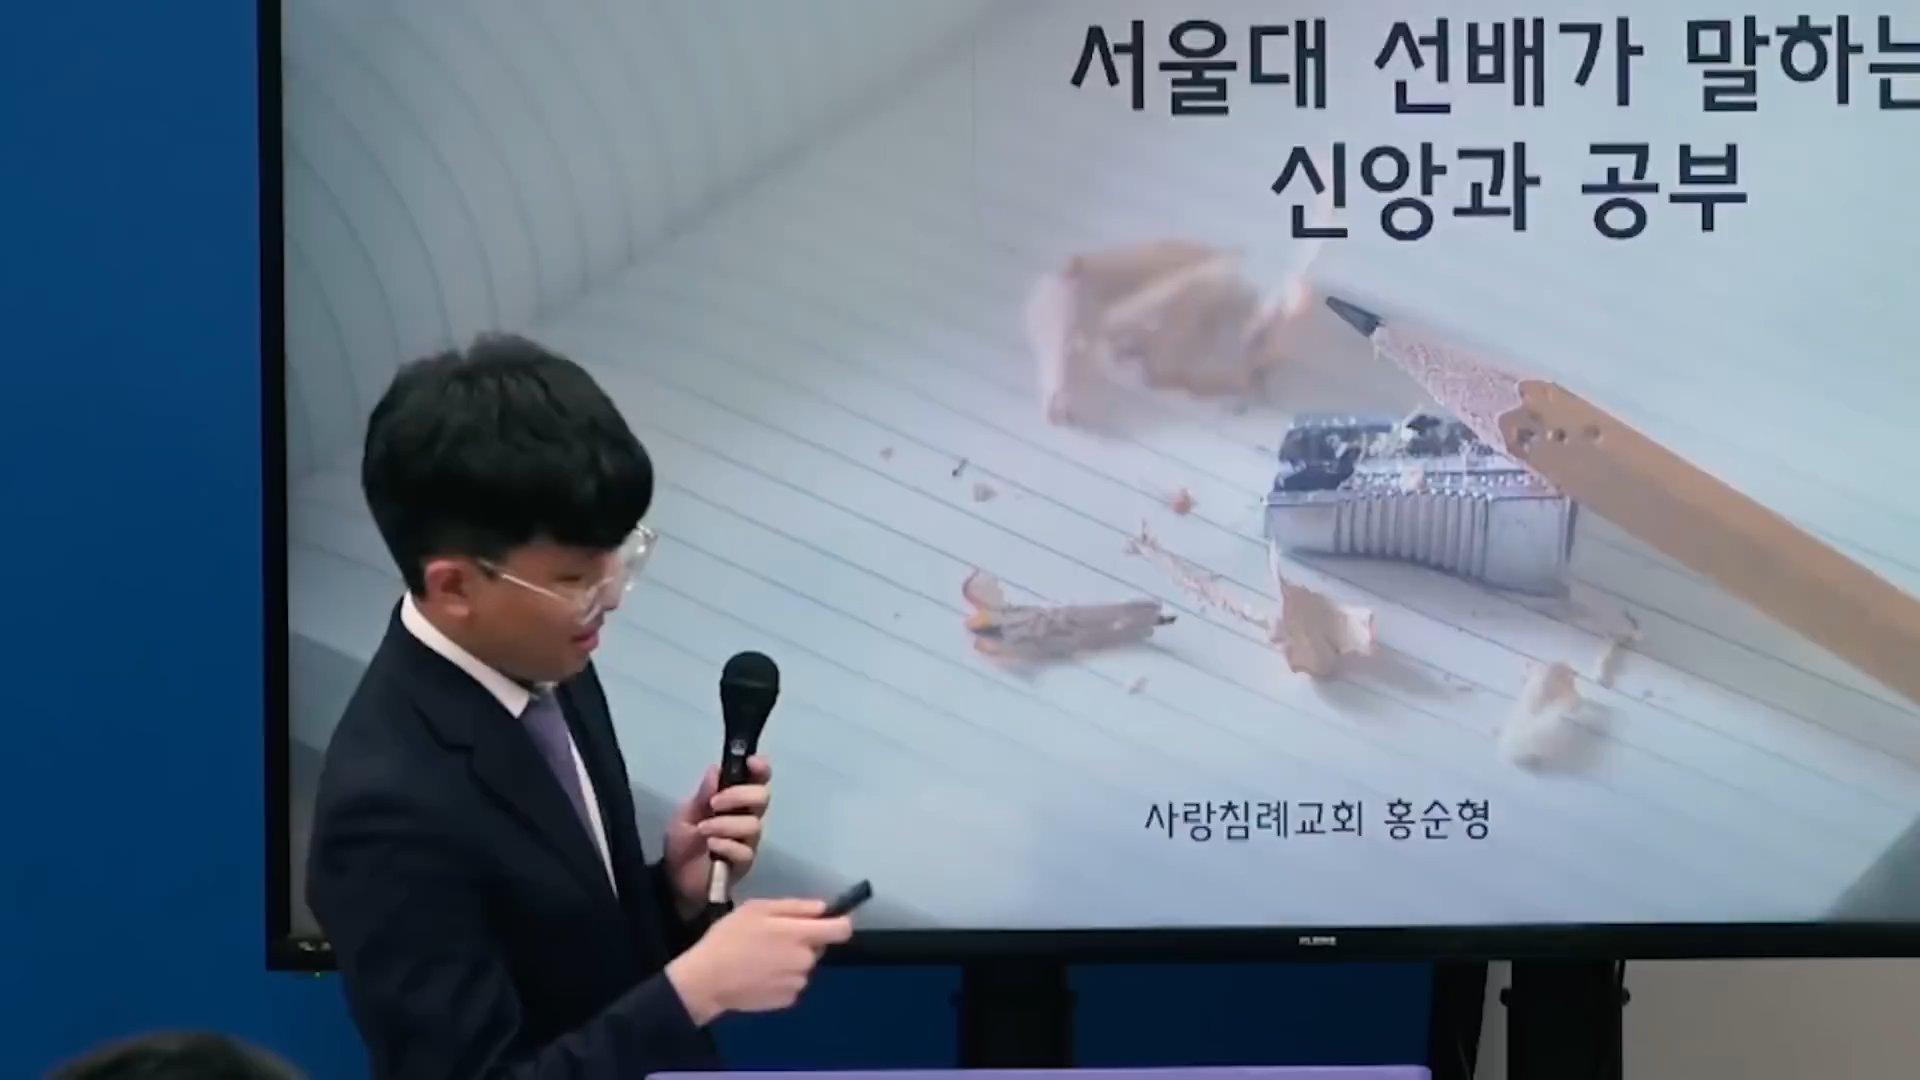 서울대 선배가 말하는
신앙과 공부
사랑침례교회 홍순형